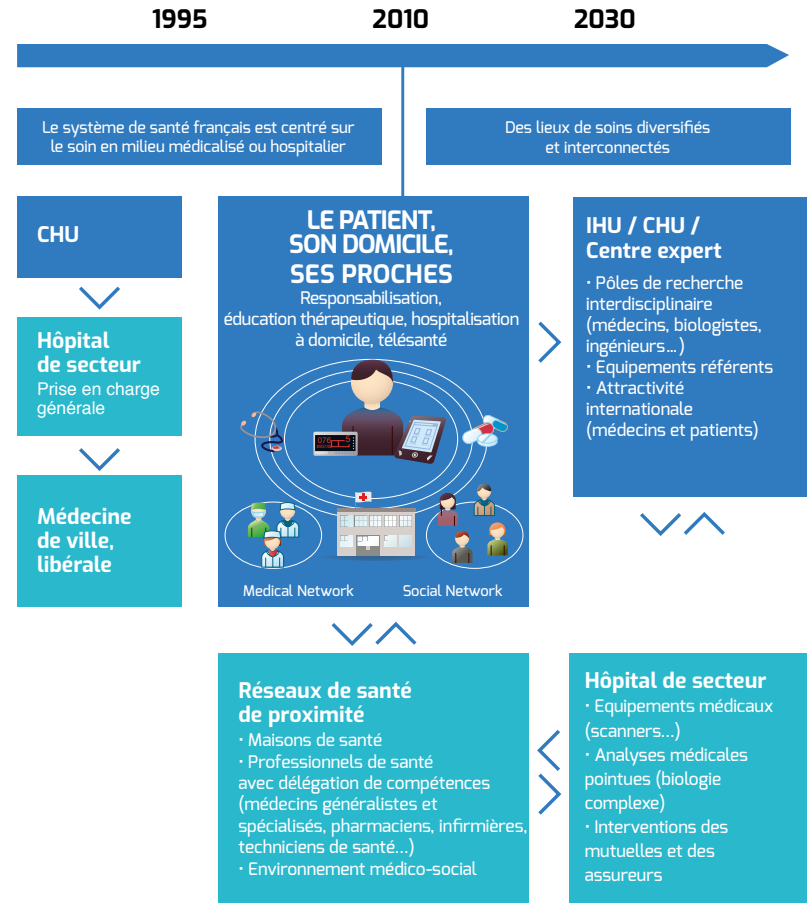 1995
2010
2030
Le système de santé français est centré sur
le soin en milieu médicalisé ou hospitalier
Des lieux de soins diversifiés
et interconnectés
CHU
Hôpital
de secteur
Prise en charge
générale
Médecine
de ville,
libérale
LE PATIENT,
SON DOMICILE,
SES PROCHES
Responsabilisation,
éducation thérapeutique, hospitalisation
à domicile, télésanté
Medical Network
Social Network
IHU / CHU /
Centre expert
· Pôles de recherche
interdisciplinaire
(médecins, biologistes,
ingénieurs...)
· Equipements référents
· Attractivité
internationale
(médecins et patients)
Réseaux de santé
de proximité
· Maisons de santé
· Professionnels de santé
avec délégation de compétences
(médecins généralistes et
spécialisés, pharmaciens, infirmières,
techniciens de santé...)
· Environnement médico-social
Hôpital de secteur
· Equipements médicaux
(scanners...)
· Analyses médicales
pointues (biologie
complexe)
· Interventions des
mutuelles et des
assureurs